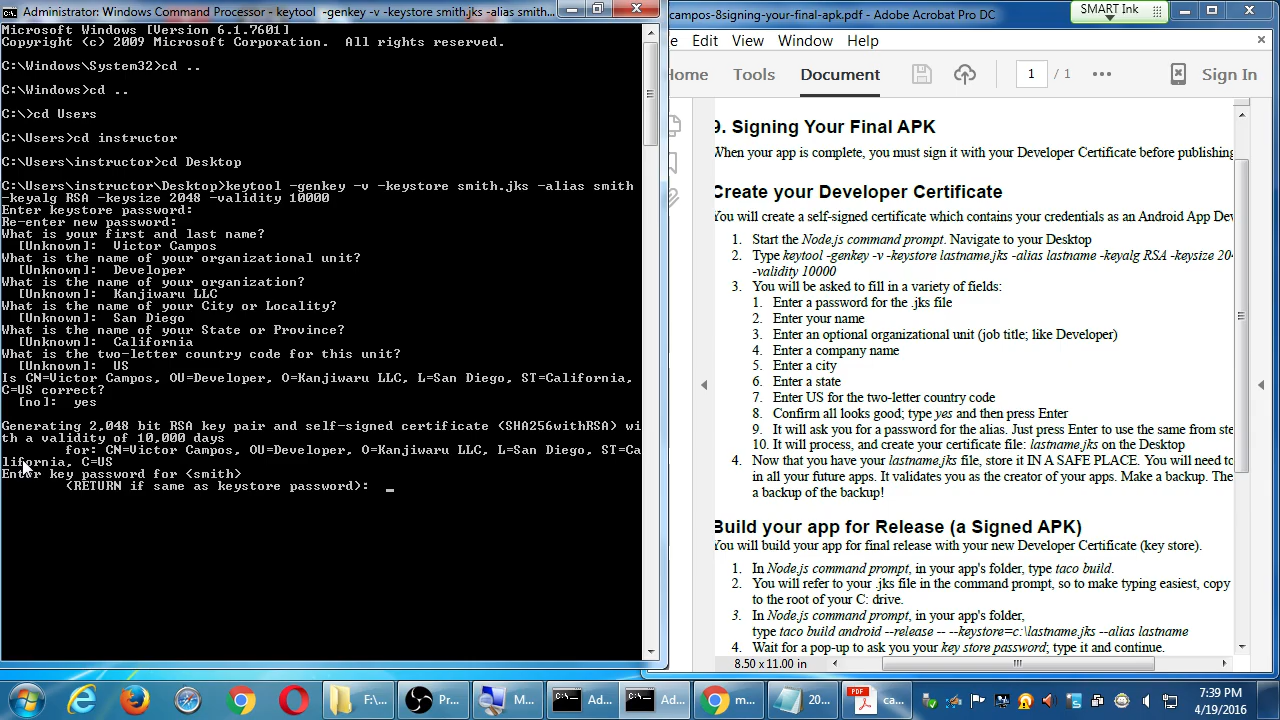 Administrator: Windows Command Processor - keytool -genkey -v -keystore smith.jks -alias smith...
Microsoft Windows [Version 6.1.7601]
Copyright (c) 2009 Microsoft Corporation. All rights reserved.
C:\Windows\System32>cd ..
C:\Windows>cd ..
C:\>cd Users
C:\Users>cd instructor
C:\Users\instructor>cd Desktop
C:\Users\instructor\Desktop>keytool -genkey -v -keystore smith.jks -alias smith
-keyalg RSA -keysize 2048 -validity 10000
Enter keystore password:
Re-enter new password:
What is your first and last name?
[Unknown]: Victor Campos
What is the name of your organizational unit?
[Unknown]: Developer
What is the name of your organization?
[Unknown]: Kanjiwaru LLC
What is the name of your City or Locality?
[Unknown]: San Diego
What is the name of your State or Province?
[Unknown]: California
What is the two-letter country code for this unit?
[Unknown]: US
Is CN=Victor Campos, OU=Developer, O=Kanjiwaru LLC, L=San Diego, ST=California,
C=US correct?
[no]: yes
Generating 2,048 bit RSA key pair and self-signed certificate (SHA256withRSA) wi
th a validity of 10,000 days
for: CN=Victor Campos, OU=Developer, O=Kanjiwaru LLC, L=San Diego, ST=Ca
lifornia, C=US
Enter key password for <smith>
(RETURN if same as keystore password): _
campos-8signing-your-final-apk.pdf - Adobe Acrobat Pro DC
SMART Ink
e Edit View Window Help
Home Tools Document 1 / 1 Sign In
9. Signing Your Final APK
When your app is complete, you must sign it with your Developer Certificate before publishing
Create your Developer Certificate
You will create a self-signed certificate which contains your credentials as an Android App Dev
1. Start the Node.js command prompt. Navigate to your Desktop
2. Type keytool -genkey -v -keystore lastname.jks -alias lastname -keyalg RSA -keysize 204
-validity 10000
3. You will be asked to fill in a variety of fields:
1. Enter a password for the .jks file
2. Enter your name
3. Enter an optional organizational unit (job title; like Developer)
4. Enter a company name
5. Enter a city
6. Enter a state
7. Enter US for the two-letter country code
8. Confirm all looks good; type yes and then press Enter
9. It will ask you for a password for the alias. Just press Enter to use the same from ste
10. It will process, and create your certificate file: lastname.jks on the Desktop
4. Now that you have your lastname.jks file, store it IN A SAFE PLACE. You will need to
in all your future apps. It validates you as the creator of your apps. Make a backup. The
a backup of the backup!
Build your app for Release (a Signed APK)
You will build your app for final release with your new Developer Certificate (key store).
1. In Node.js command prompt, in your app's folder, type taco build.
2. You will refer to your .jks file in the command prompt, so to make typing easiest, copy
to the root of your C: drive.
3. In Node.js command prompt, in your app's folder,
type taco build android --release -- --keystore=c:\lastname.jks --alias lastname
4. Wait for a pop-up to ask you your key store password; type it and continue.
8.50 x 11.00 in
F:\... Pr... M... Ad... Ad... m... 20... ca...
PDF
7:39 PM
4/19/2016